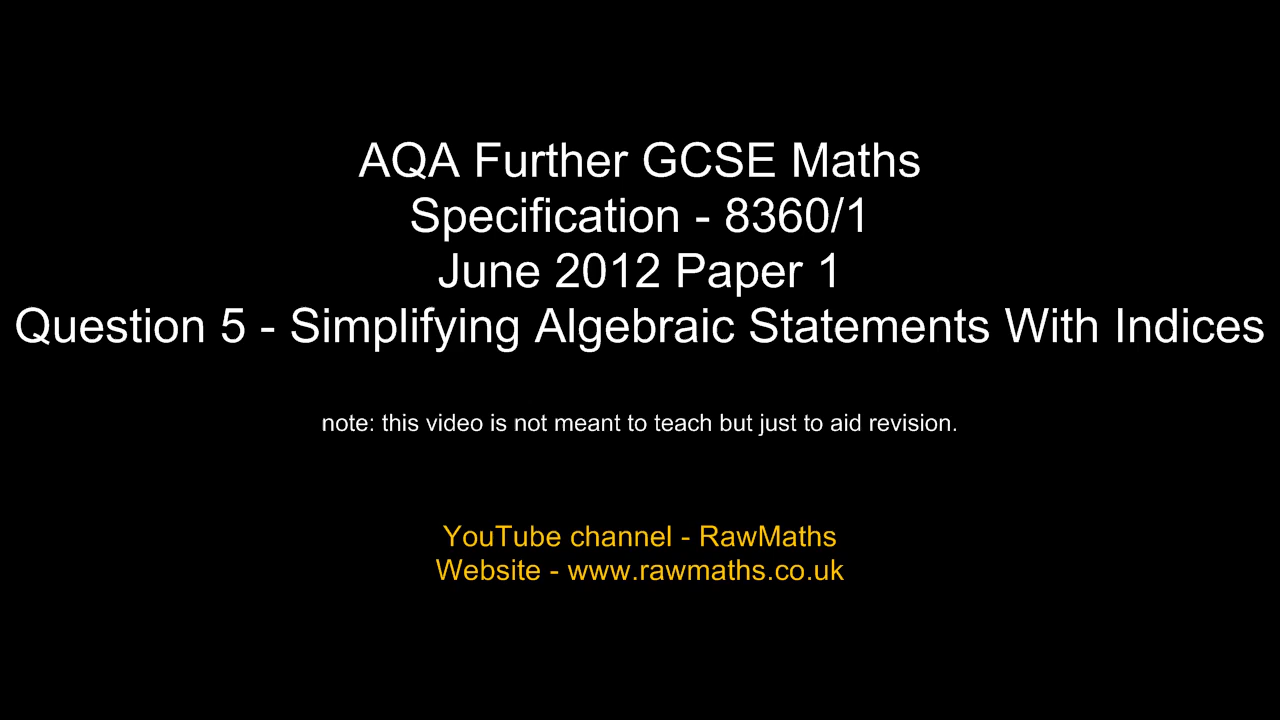 AQA Further GCSE Maths
Specification - 8360/1
June 2012 Paper 1
Question 5 - Simplifying Algebraic Statements With Indices
note: this video is not meant to teach but just to aid revision.
YouTube channel - RawMaths
Website - www.rawmaths.co.uk